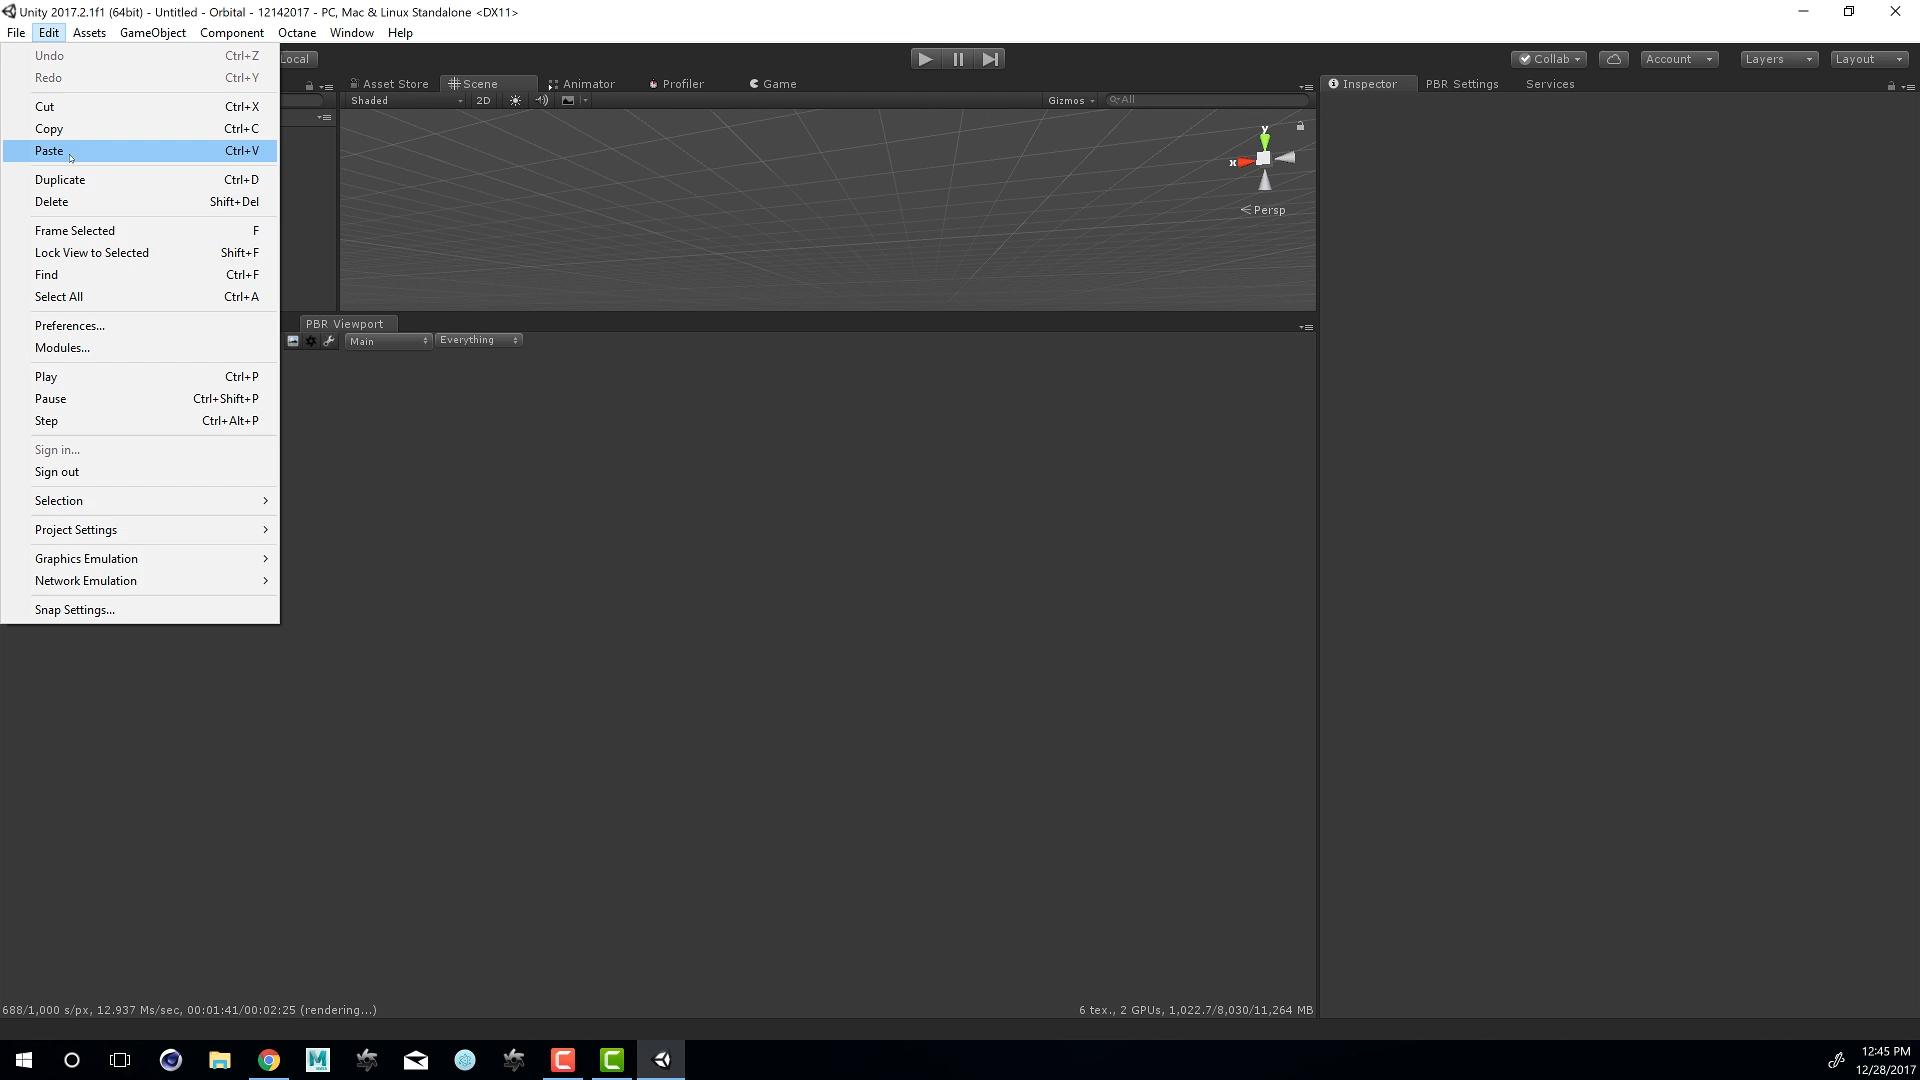 Unity 2017.2.1f1 (64bit) - Untitled - Orbital - 12142017 - PC, Mac & Linux Standalone <DX11>
File Edit Assets GameObject Component Octane Window Help
Undo Ctrl+Z
Redo Ctrl+Y
Cut Ctrl+X
Copy Ctrl+C
Paste Ctrl+V
Duplicate Ctrl+D
Delete Shift+Del
Frame Selected F
Lock View to Selected Shift+F
Find Ctrl+F
Select All Ctrl+A
Preferences...
Modules...
Play Ctrl+P
Pause Ctrl+Shift+P
Step Ctrl+Alt+P
Sign in...
Sign out
Selection
Project Settings
Graphics Emulation
Network Emulation
Snap Settings...
Local
Collab Account Layers Layout
Asset Store Scene Animator Profiler Game
Shaded 2D Gizmos All
y
x
Persp
PBR Viewport
Main Everything
Inspector PBR Settings Services
688/1,000 s/px, 12.937 Ms/sec, 00:01:41/00:02:25 (rendering...)
6 tex., 2 GPUs, 1,022.7/8,030/11,264 MB
M
C
C
12:45 PM
12/28/2017